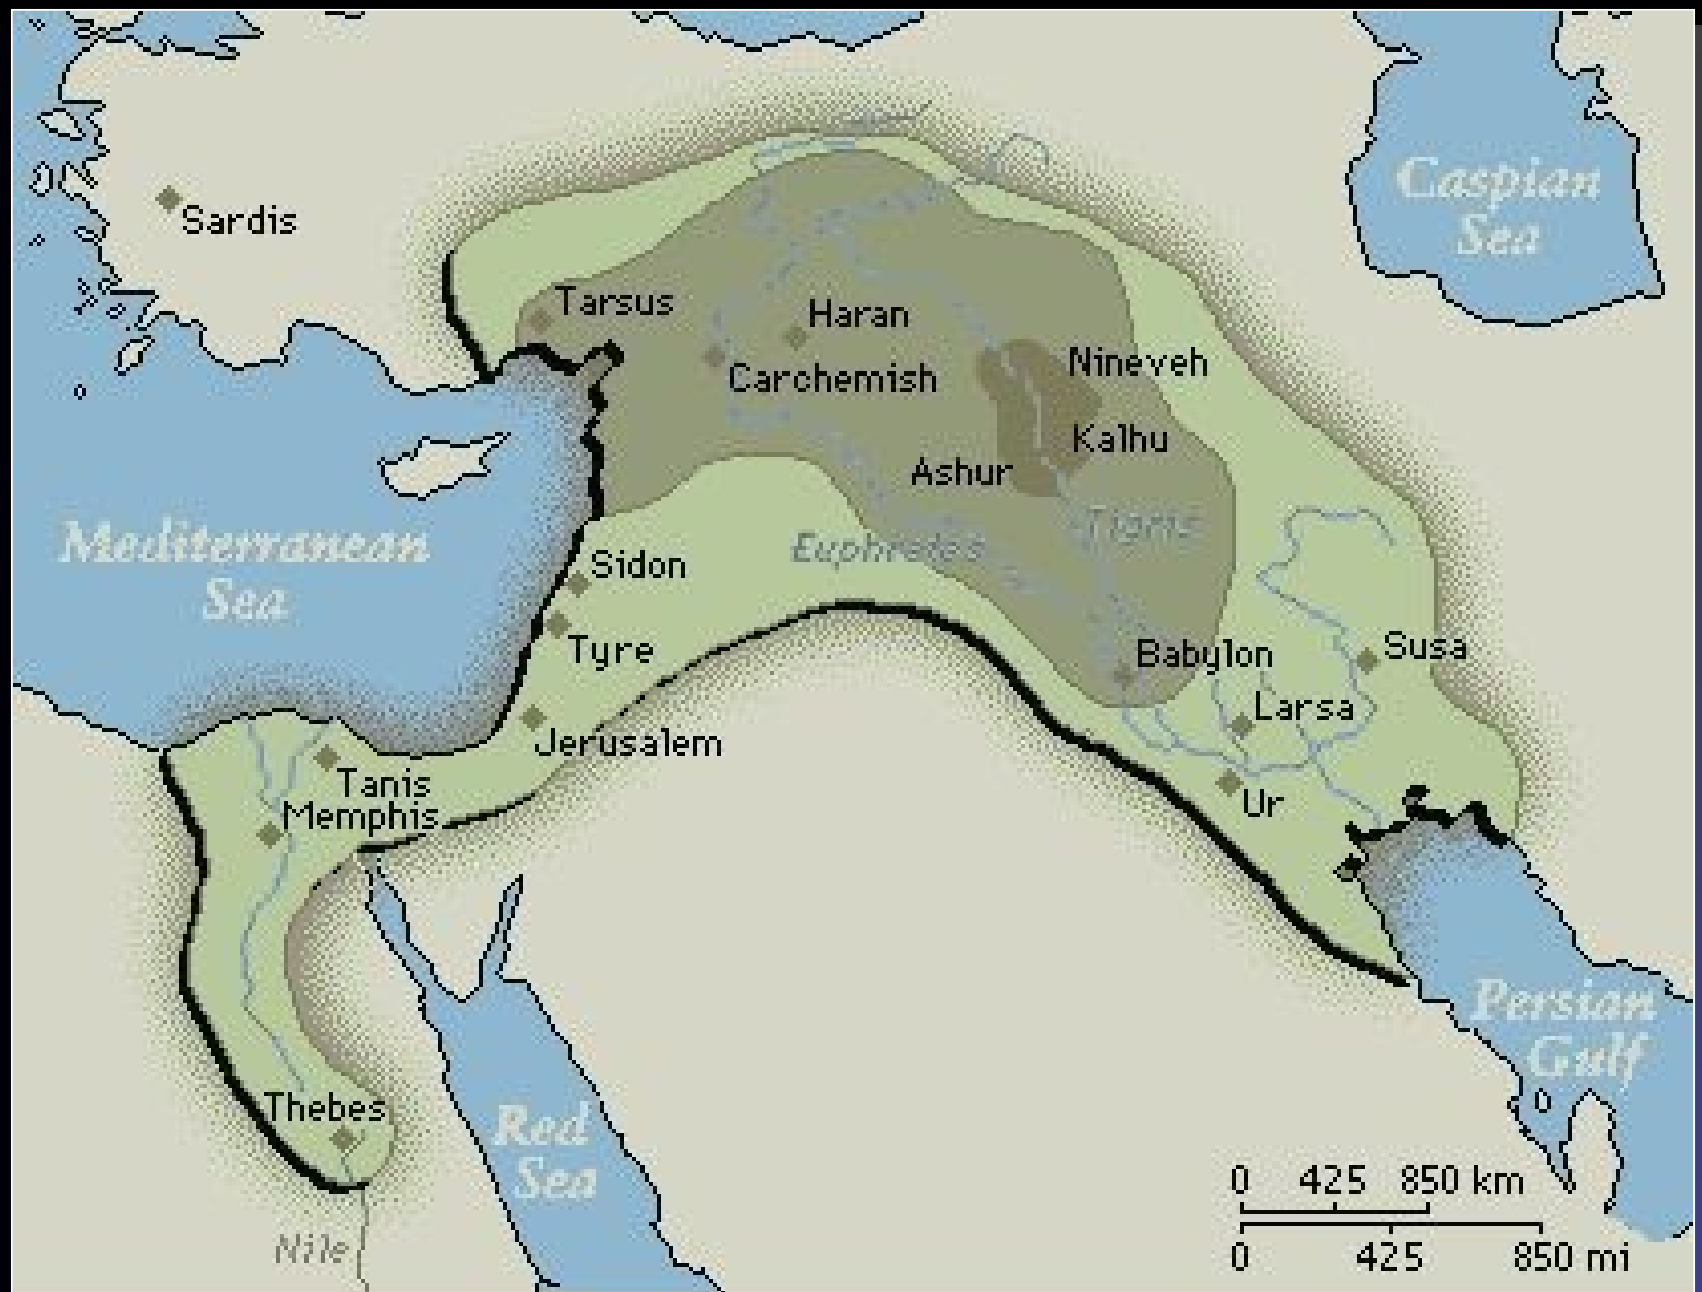 Caspian
Sea
Sardis
Tarsus
Haran
Nineveh
Carchemish
Kalhu
Ashur
Tigris
Mediterranean
Sea
Euphrates
Sidon
Tyre
Babylon
Susa
Larsa
Jerusalem
Tanis
Memphis
Ur
Persian
Gulf
Thebes
Red
Sea
Nile
0 425 850 km
0 425 850 mi